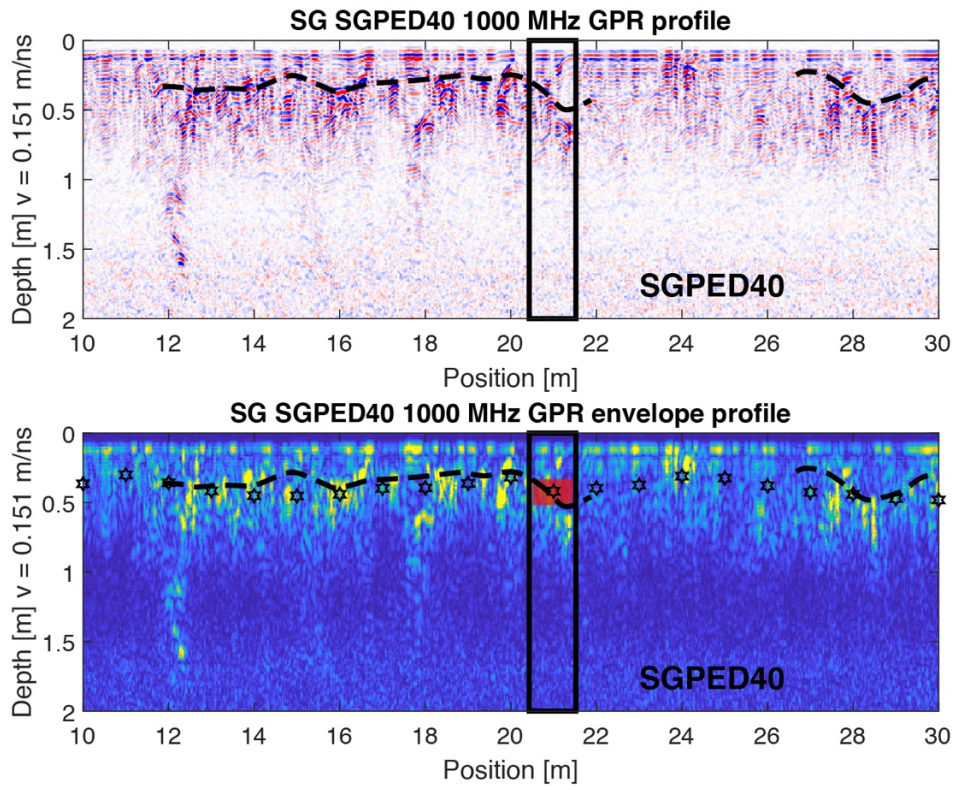 SG SGPED40 1000 MHz GPR profile
Depth [m] v = 0.151 m/ns
0
0.5
1
1.5
2
SGPED40
10 12 14 16 18 20 22 24 26 28 30
Position [m]
SG SGPED40 1000 MHz GPR envelope profile
Depth [m] v = 0.151 m/ns
0
0.5
1
1.5
2
SGPED40
10 12 14 16 18 20 22 24 26 28 30
Position [m]